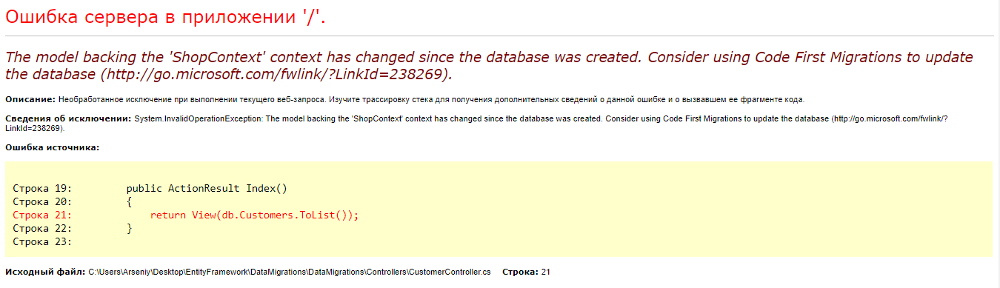 Ошибка сервера в приложении '/'.
The model backing the 'ShopContext' context has changed since the database was created. Consider using Code First Migrations to update
the database (http://go.microsoft.com/fwlink/?LinkId=238269).
Описание: Необработанное исключение при выполнении текущего веб-запроса. Изучите трассировку стека для получения дополнительных сведений о данной ошибке и о вызвавшем ее фрагменте кода.
Сведения об исключении: System.InvalidOperationException: The model backing the 'ShopContext' context has changed since the database was created. Consider using Code First Migrations to update the database (http://go.microsoft.com/fwlink/?
LinkId=238269).
Ошибка источника:
Строка 19:         public ActionResult Index()
Строка 20:         {
Строка 21:             return View(db.Customers.ToList());
Строка 22:         }
Строка 23:
Исходный файл: C:\Users\Arseniy\Desktop\EntityFramework\DataMigrations\DataMigrations\Controllers\CustomerController.cs    Строка: 21